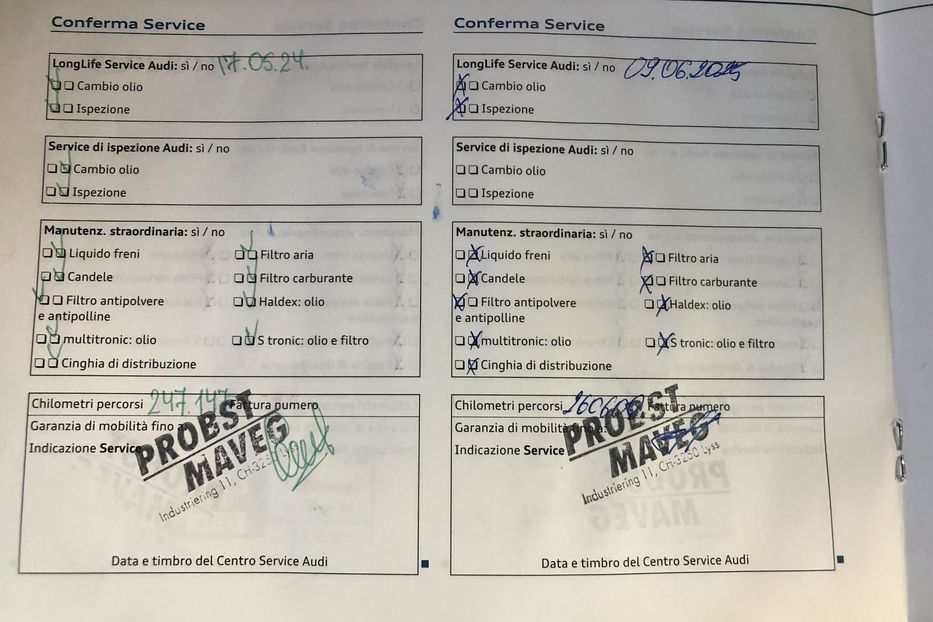 Conferma Service
LongLife Service Audi: sì / no 17.05.24.
Cambio olio
Ispezione
Service di ispezione Audi: sì / no
Cambio olio
Ispezione
Manutenz. straordinaria: sì / no
Liquido freni
Filtro aria
Candele
Filtro carburante
Filtro antipolvere
e antipolline
Haldex: olio
multitronic: olio
S tronic: olio e filtro
Cinghia di distribuzione
Chilometri percorsi 247.147 Fattura numero
Garanzia di mobilità fino a
Indicazione Service
PROBST
MAVEG
Industriering 11, CH-3250
Data e timbro del Centro Service Audi
Conferma Service
LongLife Service Audi: sì / no 09.06.2025
Cambio olio
Ispezione
Service di ispezione Audi: sì / no
Cambio olio
Ispezione
Manutenz. straordinaria: sì / no
Liquido freni
Filtro aria
Candele
Filtro carburante
Filtro antipolvere
e antipolline
Haldex: olio
multitronic: olio
S tronic: olio e filtro
Cinghia di distribuzione
Chilometri percorsi 260600 Fattura numero
Garanzia di mobilità fino a:
Indicazione Service
PROBST
MAVEG
Industriering 11, CH-3250 Lyss
Data e timbro del Centro Service Audi